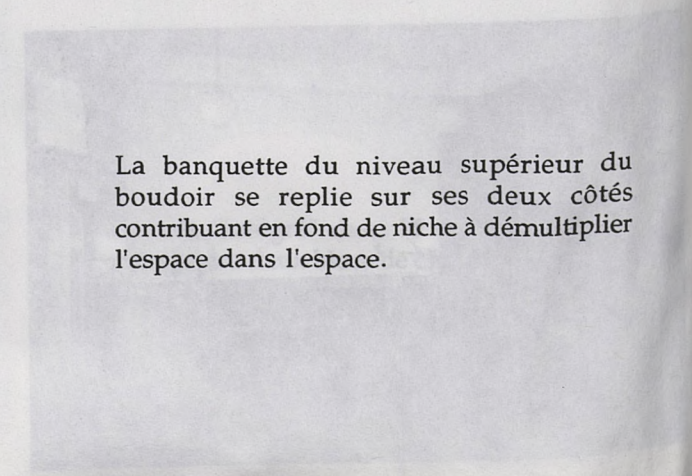 La banquette du niveau supérieur du
boudoir se replie sur ses deux côtés
contribuant en fond de niche à démultiplier
l'espace dans l'espace.